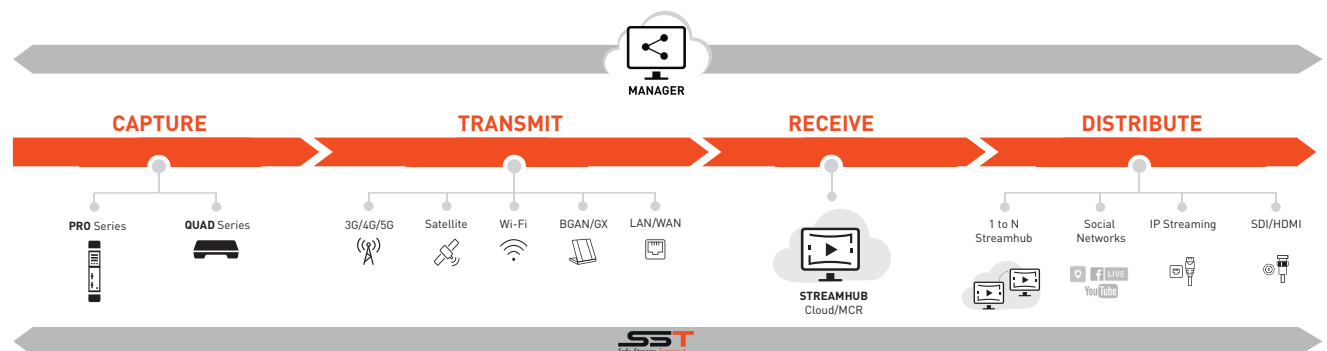 MANAGER
CAPTURE
TRANSMIT
RECEIVE
DISTRIBUTE
PRO Series
QUAD Series
3G/4G/5G
Satellite
Wi-Fi
BGAN/GX
LAN/WAN
STREAMHUB
Cloud/MCR
1 to N
Streamhub
Social
Networks
LIVE
YouTube
IP Streaming
SDI/HDMI
SST